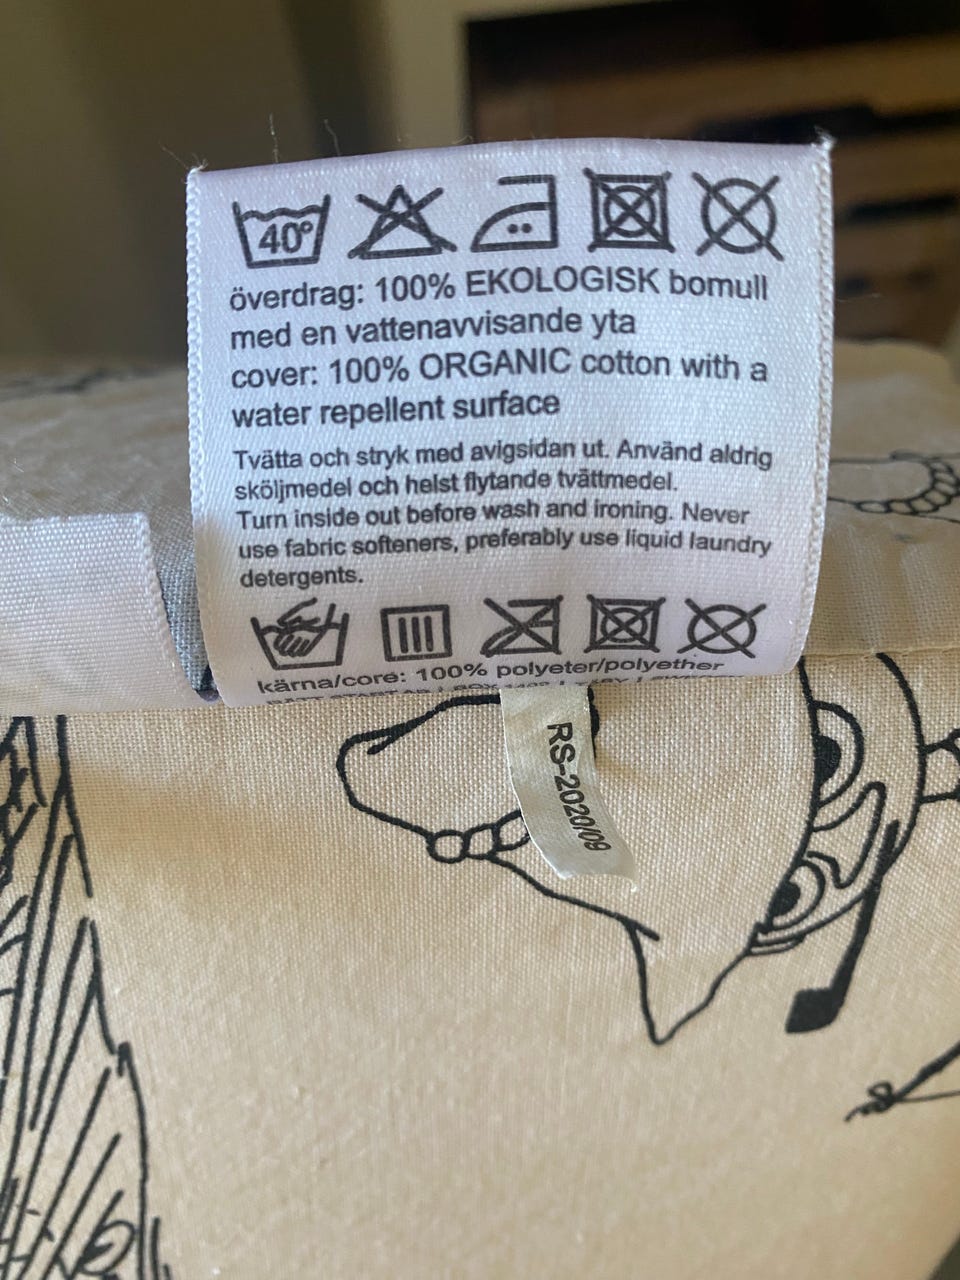 40°
överdrag: 100% EKOLOGISK bomull
med en vattenavvisande yta
cover: 100% ORGANIC cotton with a
water repellent surface
Tvätta och stryk med avigsidan ut. Använd aldrig
sköljmedel och helst flytande tvättmedel.
Turn inside out before wash and ironing. Never
use fabric softeners, preferably use liquid laundry
detergents.
kärna/core: 100% polyeter/polyether
RS-2020/09